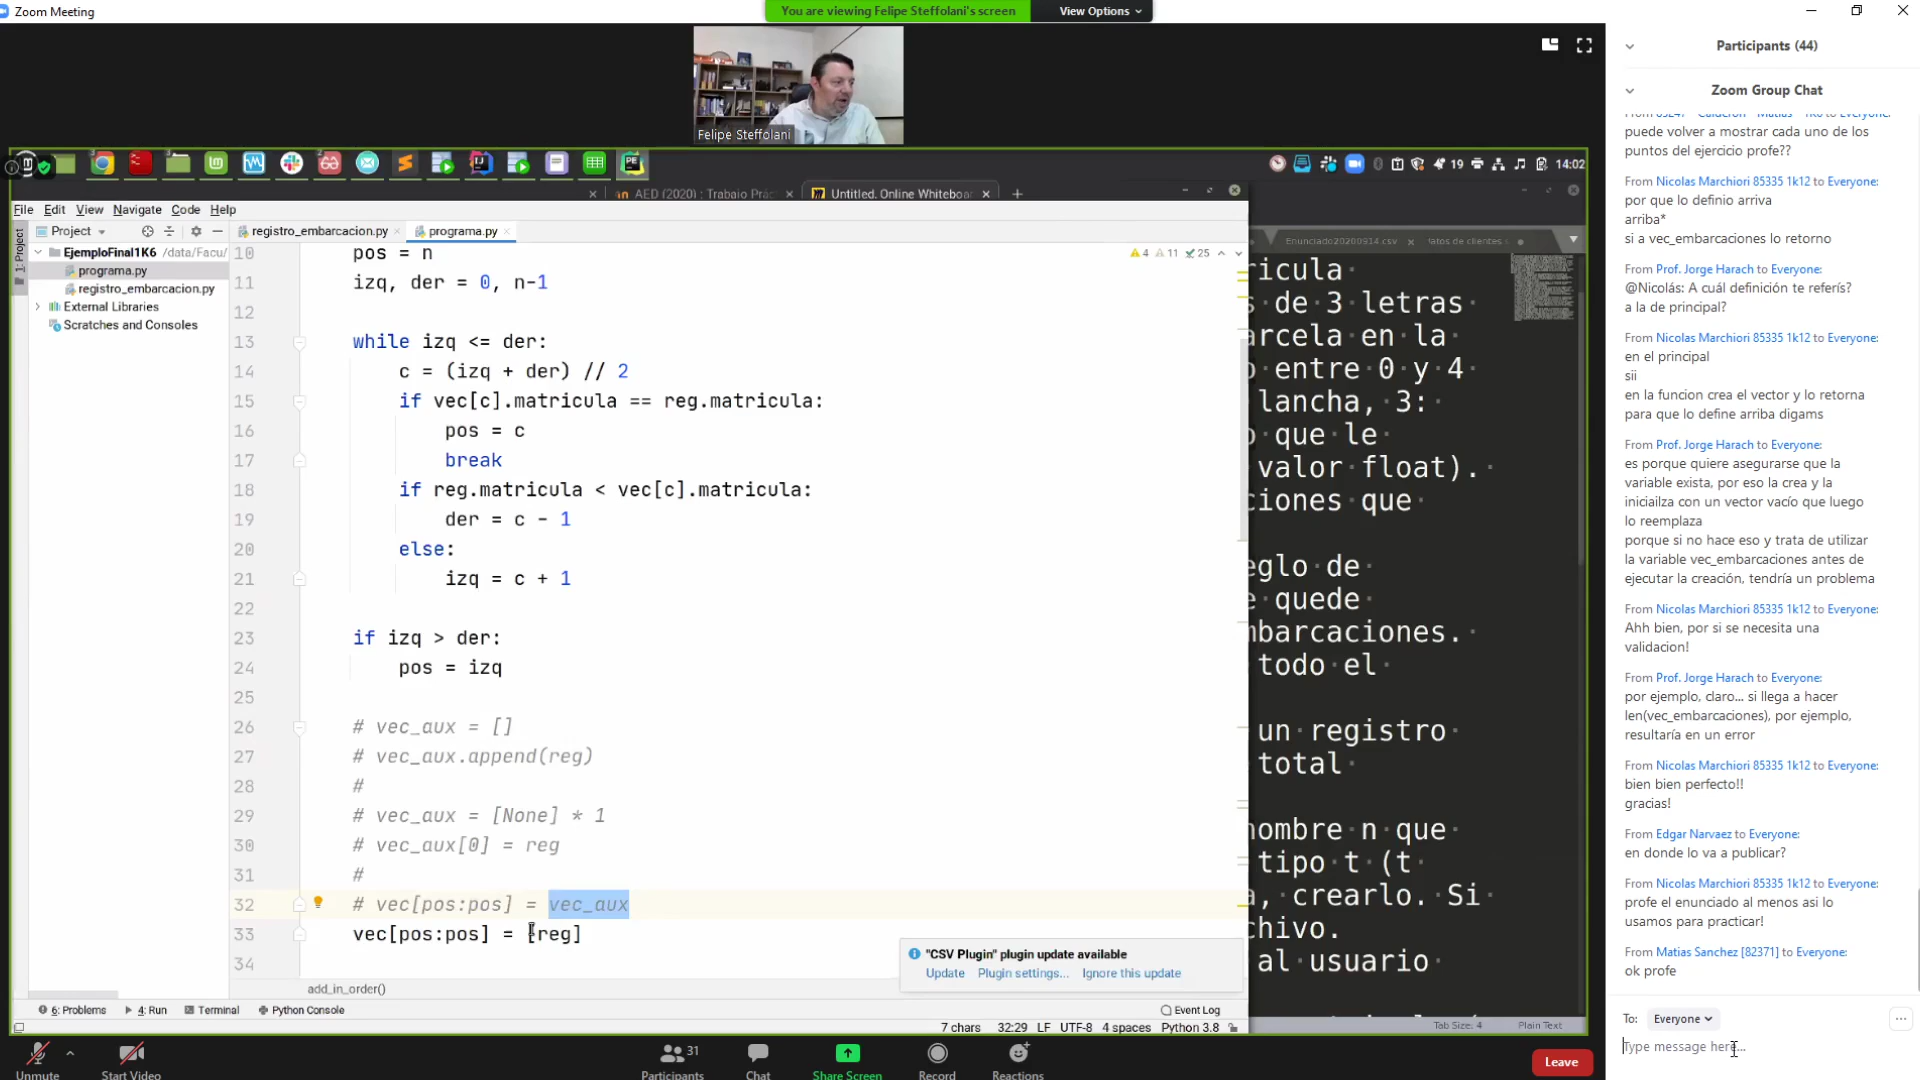 Zoom Meeting
You are viewing Felipe Steffolani's screen
View Options
Felipe Steffolani
19
14:02
AED (2020) : Trabajo Prác
Untitled. Online Whiteboar
File Edit View Navigate Code Help
Project
registro_embarcacion.py
programa.py
1: Project
EjemploFinal1K6 /data/Facu/
programa.py
registro_embarcacion.py
External Libraries
Scratches and Consoles
4 11 25
10 pos = n
11 izq, der = 0, n-1
12
13 while izq <= der:
14 c = (izq + der) // 2
15 if vec[c].matricula == reg.matricula:
16 pos = c
17 break
18 if reg.matricula < vec[c].matricula:
19 der = c - 1
20 else:
21 izq = c + 1
22
23 if izq > der:
24 pos = izq
25
26 # vec_aux = []
27 # vec_aux.append(reg)
28 #
29 # vec_aux = [None] * 1
30 # vec_aux[0] = reg
31 #
32 # vec[pos:pos] = vec_aux
33 vec[pos:pos] = [reg]
34
add_in_order()
"CSV Plugin" plugin update available
Update Plugin settings... Ignore this update
6: Problems 4: Run Terminal Python Console
Event Log
7 chars 32:29 LF UTF-8 4 spaces Python 3.8
Enunciado20200914.csv
fatos de clientes
ricula
s de 3 letras
arcela en la
o entre 0 y 4
lancha, 3:
o que le
valor float).
ciones que
eglo de
e quede
mbarcaciones.
todo el
un registro
total
nombre n que
tipo t (t
a, crearlo. Si
chivo.
al usuario
Tab Size: 4 Plain Text
Participants (44)
Zoom Group Chat
puede volver a mostrar cada uno de los
puntos del ejercicio profe??
From Nicolas Marchiori 85335 1k12 to Everyone:
por que lo definio arriva
arriba*
si a vec_embarcaciones lo retorno
From Prof. Jorge Harach to Everyone:
@Nicolás: A cuál definición te referís?
a la de principal?
From Nicolas Marchiori 85335 1k12 to Everyone:
en el principal
sii
en la funcion crea el vector y lo retorna
para que lo define arriba digams
From Prof. Jorge Harach to Everyone:
es porque quiere asegurarse que la
variable exista, por eso la crea y la
iniciailza con un vector vacío que luego
lo reemplaza
porque si no hace eso y trata de utilizar
la variable vec_embarcaciones antes de
ejecutar la creación, tendría un problema
From Nicolas Marchiori 85335 1k12 to Everyone:
Ahh bien, por si se necesita una
validacion!
From Prof. Jorge Harach to Everyone:
por ejemplo, claro... si llega a hacer
len(vec_embarcaciones), por ejemplo,
resultaría en un error
From Nicolas Marchiori 85335 1k12 to Everyone:
bien bien perfecto!!
gracias!
From Edgar Narvaez to Everyone:
en donde lo va a publicar?
From Nicolas Marchiori 85335 1k12 to Everyone:
profe el enunciado al menos asi lo
usamos para practicar!
From Matias Sanchez [82371] to Everyone:
ok profe
To: Everyone
Type message here...
Unmute
Start Video
31
Participants
Chat
Share Screen
Record
Reactions
Leave